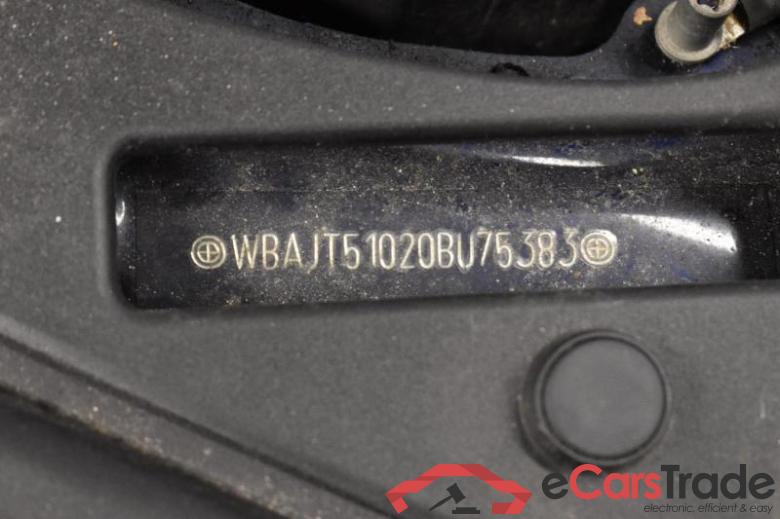 WBAJT51020BU75383
eCarsTrade
electronic, efficient & easy